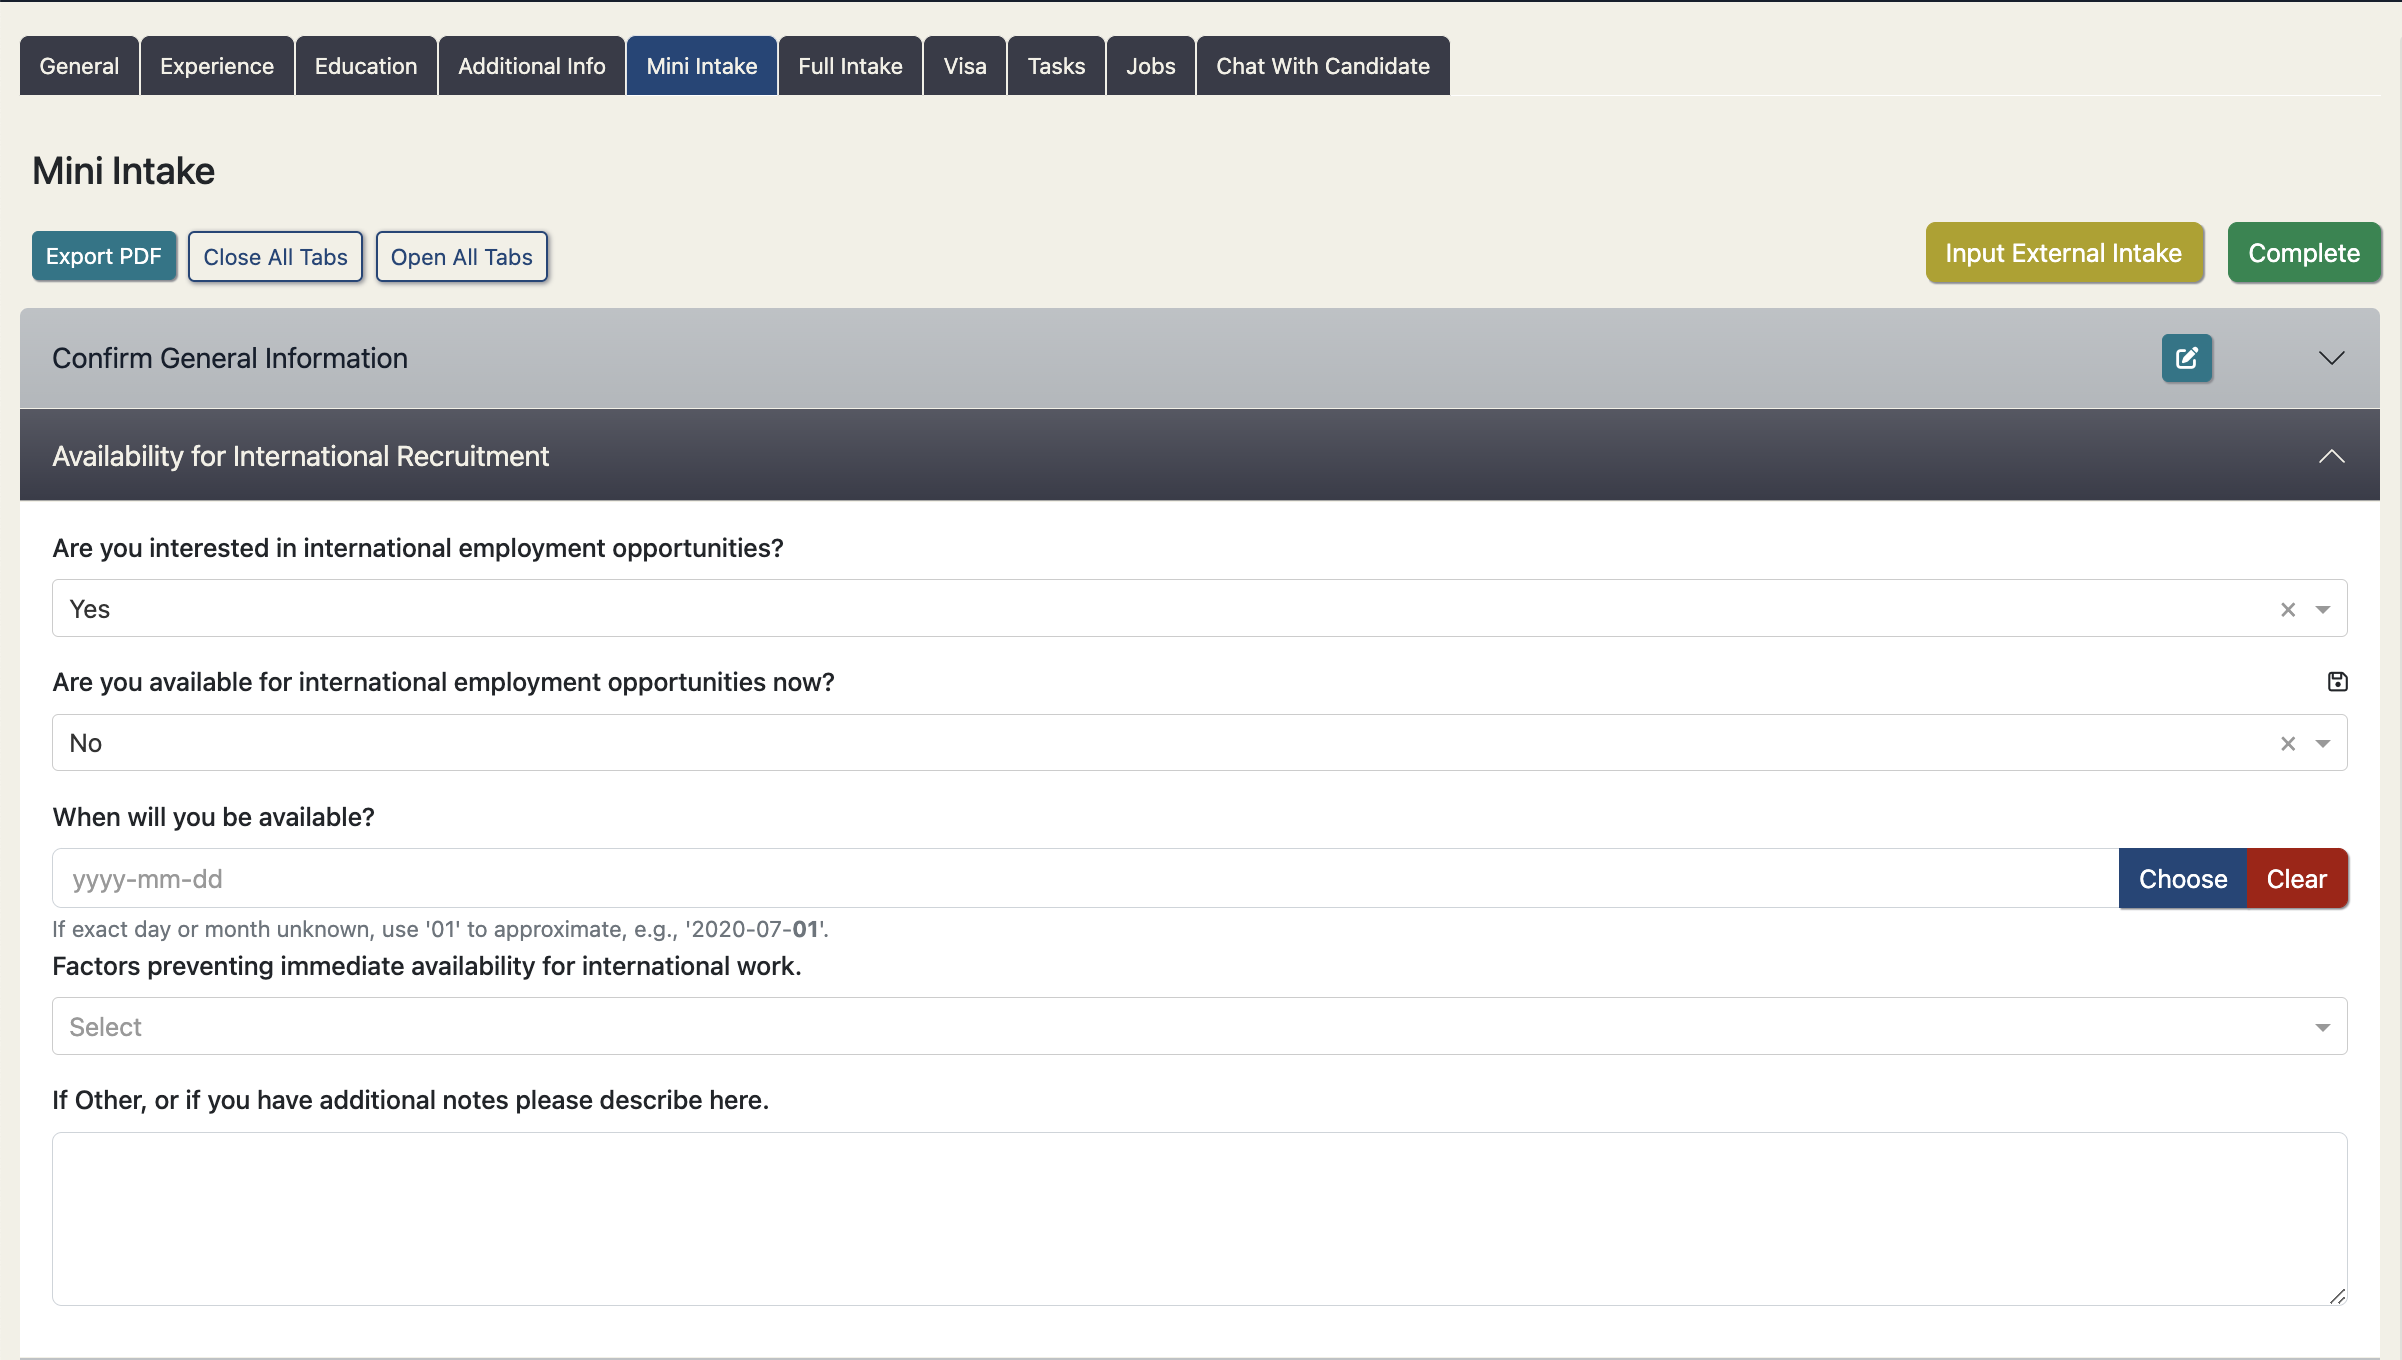 General Experience Education Additional Info Mini Intake Full Intake Visa Tasks Jobs Chat With Candidate
Mini Intake
Export PDF Close All Tabs Open All Tabs Input External Intake Complete
Confirm General Information
Availability for International Recruitment
Are you interested in international employment opportunities?
Yes
Are you available for international employment opportunities now?
No
When will you be available?
yyyy-mm-dd Choose Clear
If exact day or month unknown, use '01' to approximate, e.g., '2020-07-01'.
Factors preventing immediate availability for international work.
Select
If Other, or if you have additional notes please describe here.